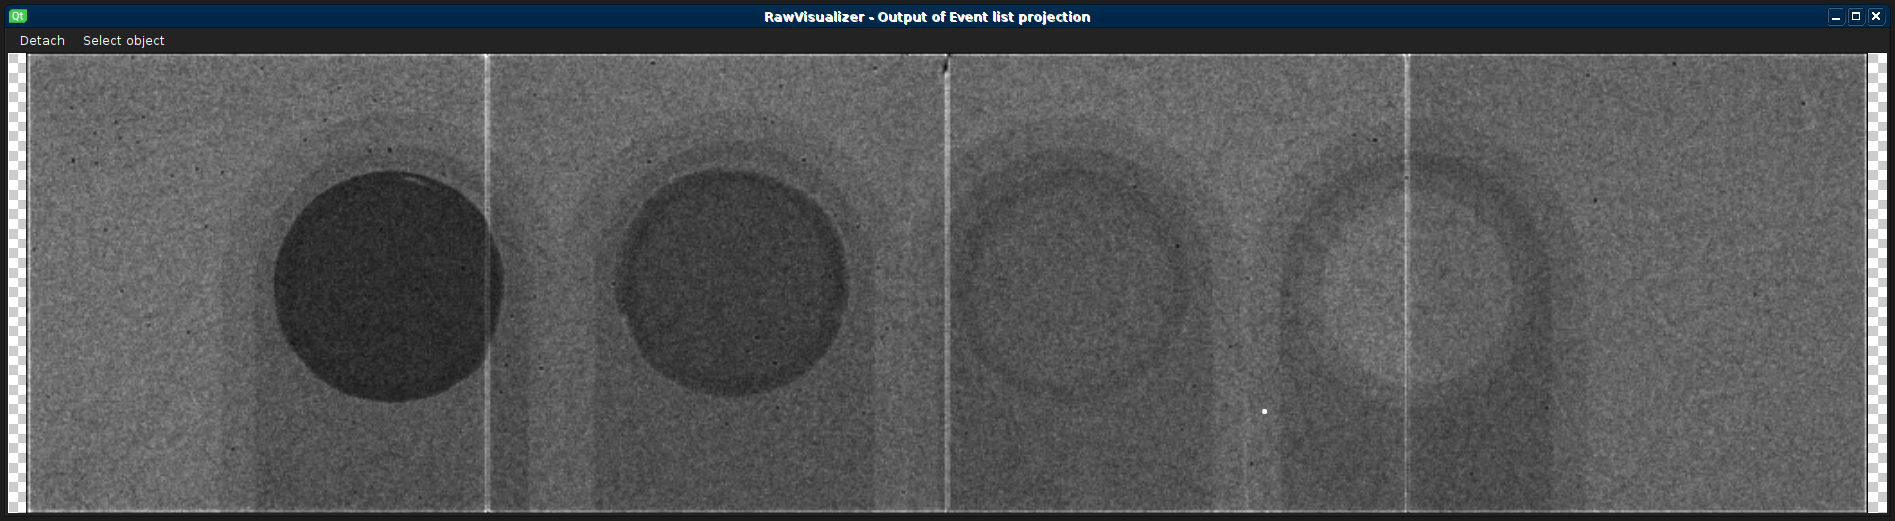 Qt RawVisualizer - Output of Event list projection
Detach Select object